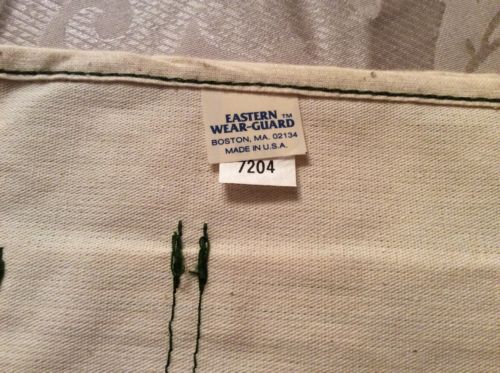 EASTERN ™
WEAR-GUARD
BOSTON, MA. 02134
MADE IN U.S.A.
7204